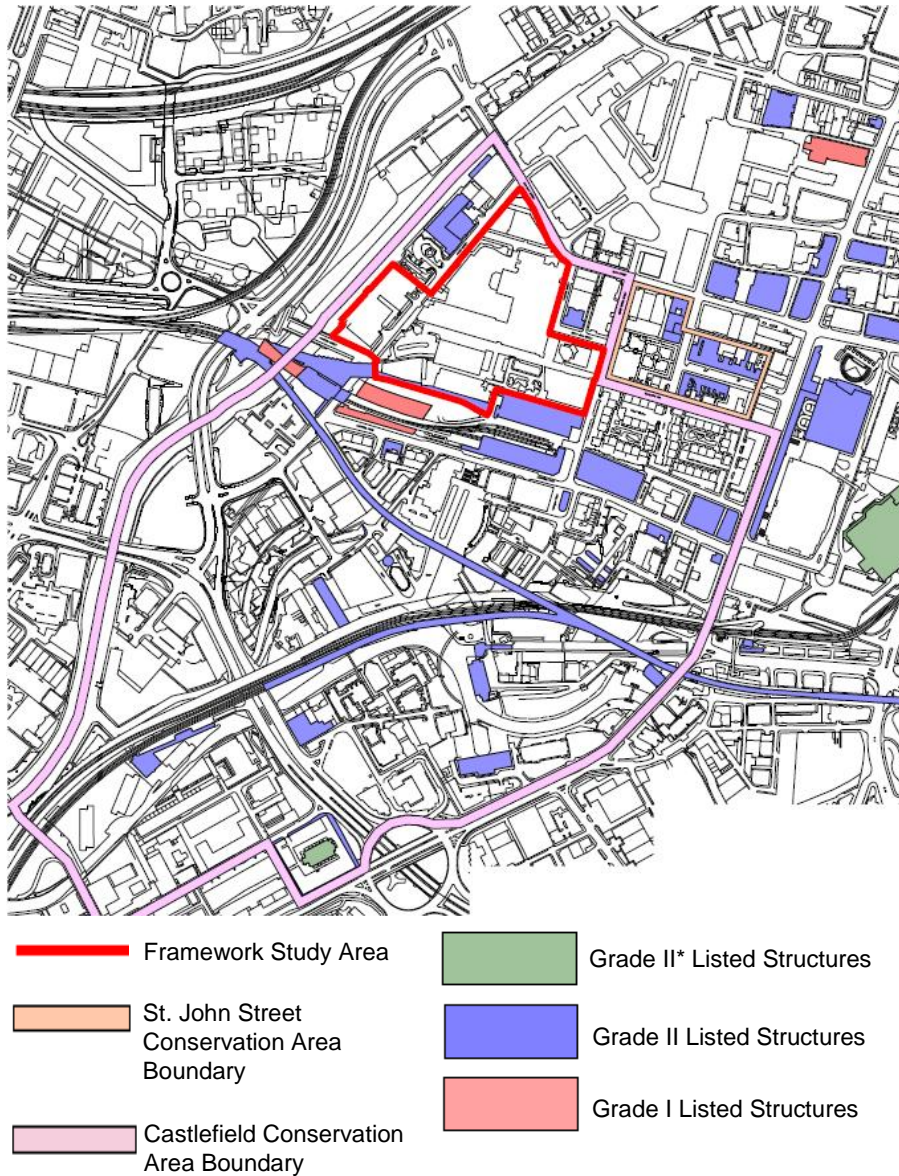 Framework Study Area
St. John Street
Conservation Area
Boundary
Castlefield Conservation
Area Boundary
Grade II* Listed Structures
Grade II Listed Structures
Grade I Listed Structures